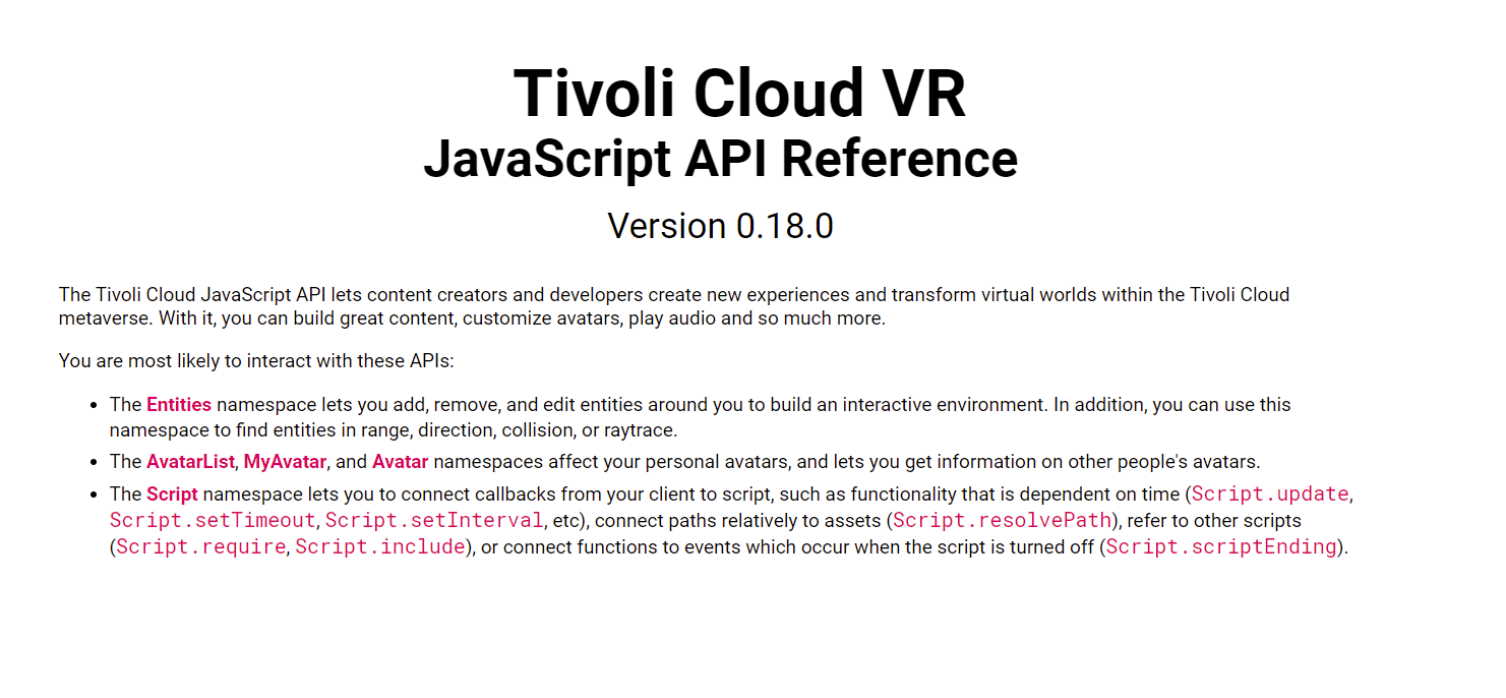 Tivoli Cloud VR
JavaScript API Reference
Version 0.18.0
The Tivoli Cloud JavaScript API lets content creators and developers create new experiences and transform virtual worlds within the Tivoli Cloud
metaverse. With it, you can build great content, customize avatars, play audio and so much more.
You are most likely to interact with these APIs:
• The Entities namespace lets you add, remove, and edit entities around you to build an interactive environment. In addition, you can use this
namespace to find entities in range, direction, collision, or raytrace.
• The AvatarList, MyAvatar, and Avatar namespaces affect your personal avatars, and lets you get information on other people's avatars.
• The Script namespace lets you to connect callbacks from your client to script, such as functionality that is dependent on time (Script.update,
Script.setTimeout, Script.setInterval, etc), connect paths relatively to assets (Script.resolvePath), refer to other scripts
(Script.require, Script.include), or connect functions to events which occur when the script is turned off (Script.scriptEnding).